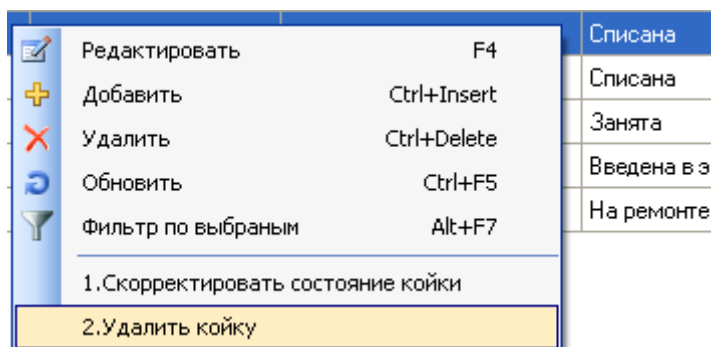 Списана
Редактировать F4
Списана
Добавить Ctrl+Insert
Занята
Удалить Ctrl+Delete
Введена в э
Обновить Ctrl+F5
На ремонте
Фильтр по выбраным Alt+F7
1.Скорректировать состояние койки
2.Удалить койку